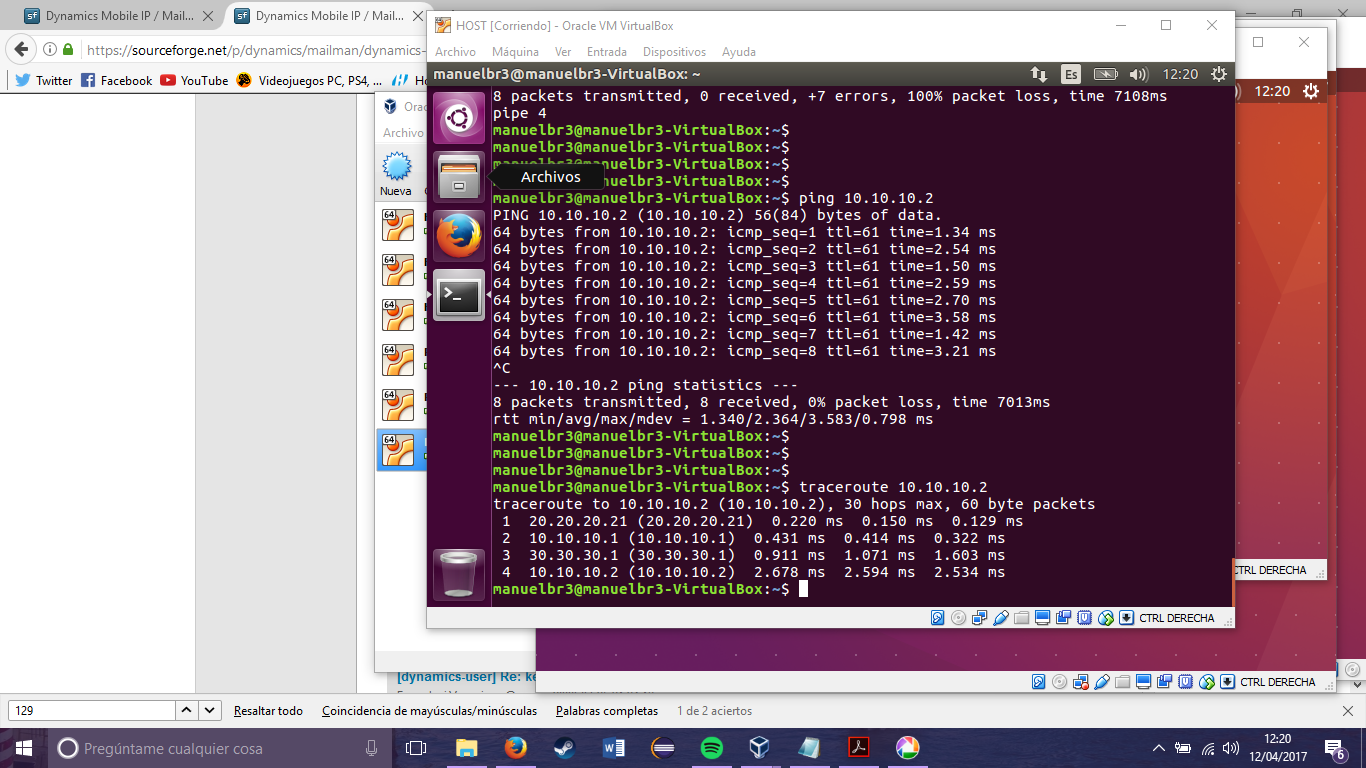 Dynamics Mobile IP / Mail...
Dynamics Mobile IP / Mail...
https://sourceforge.net/p/dynamics/mailman/dynamics-
Twitter
Facebook
YouTube
Videojuegos PC, PS4, ...
Orac
Archivo
Nueva
HOST [Corriendo] - Oracle VM VirtualBox
Archivo Máquina Ver Entrada Dispositivos Ayuda
manuelbr3@manuelbr3-VirtualBox: ~
Es
12:20
12:20
8 packets transmitted, 0 received, +7 errors, 100% packet loss, time 7108ms
pipe 4
manuelbr3@manuelbr3-VirtualBox:~$
manuelbr3@manuelbr3-VirtualBox:~$
manuelbr3@manuelbr3-VirtualBox:~$
Archivos
manuelbr3@manuelbr3-VirtualBox:~$
manuelbr3@manuelbr3-VirtualBox:~$ ping 10.10.10.2
PING 10.10.10.2 (10.10.10.2) 56(84) bytes of data.
64 bytes from 10.10.10.2: icmp_seq=1 ttl=61 time=1.34 ms
64 bytes from 10.10.10.2: icmp_seq=2 ttl=61 time=2.54 ms
64 bytes from 10.10.10.2: icmp_seq=3 ttl=61 time=1.50 ms
64 bytes from 10.10.10.2: icmp_seq=4 ttl=61 time=2.59 ms
64 bytes from 10.10.10.2: icmp_seq=5 ttl=61 time=2.70 ms
64 bytes from 10.10.10.2: icmp_seq=6 ttl=61 time=3.58 ms
64 bytes from 10.10.10.2: icmp_seq=7 ttl=61 time=1.42 ms
64 bytes from 10.10.10.2: icmp_seq=8 ttl=61 time=3.21 ms
^C
--- 10.10.10.2 ping statistics ---
8 packets transmitted, 8 received, 0% packet loss, time 7013ms
rtt min/avg/max/mdev = 1.340/2.364/3.583/0.798 ms
manuelbr3@manuelbr3-VirtualBox:~$
manuelbr3@manuelbr3-VirtualBox:~$
manuelbr3@manuelbr3-VirtualBox:~$
manuelbr3@manuelbr3-VirtualBox:~$ traceroute 10.10.10.2
traceroute to 10.10.10.2 (10.10.10.2), 30 hops max, 60 byte packets
1 20.20.20.21 (20.20.20.21) 0.220 ms 0.150 ms 0.129 ms
2 10.10.10.1 (10.10.10.1) 0.431 ms 0.414 ms 0.322 ms
3 30.30.30.1 (30.30.30.1) 0.911 ms 1.071 ms 1.603 ms
4 10.10.10.2 (10.10.10.2) 2.678 ms 2.594 ms 2.534 ms
manuelbr3@manuelbr3-VirtualBox:~$
CTRL DERECHA
CTRL DERECHA
CTRL DERECHA
[dynamics-user] Re: ke
129
Resaltar todo
Coincidencia de mayúsculas/minúsculas
Palabras completas
1 de 2 aciertos
Pregúntame cualquier cosa
12:20
12/04/2017
6